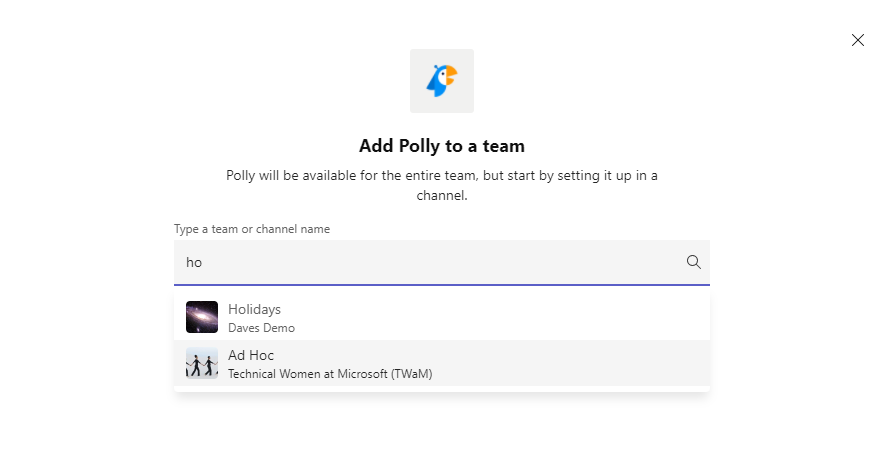 Add Polly to a team
Polly will be available for the entire team, but start by setting it up in a
channel.
Type a team or channel name
ho
Holidays
Daves Demo
Ad Hoc
Technical Women at Microsoft (TWaM)